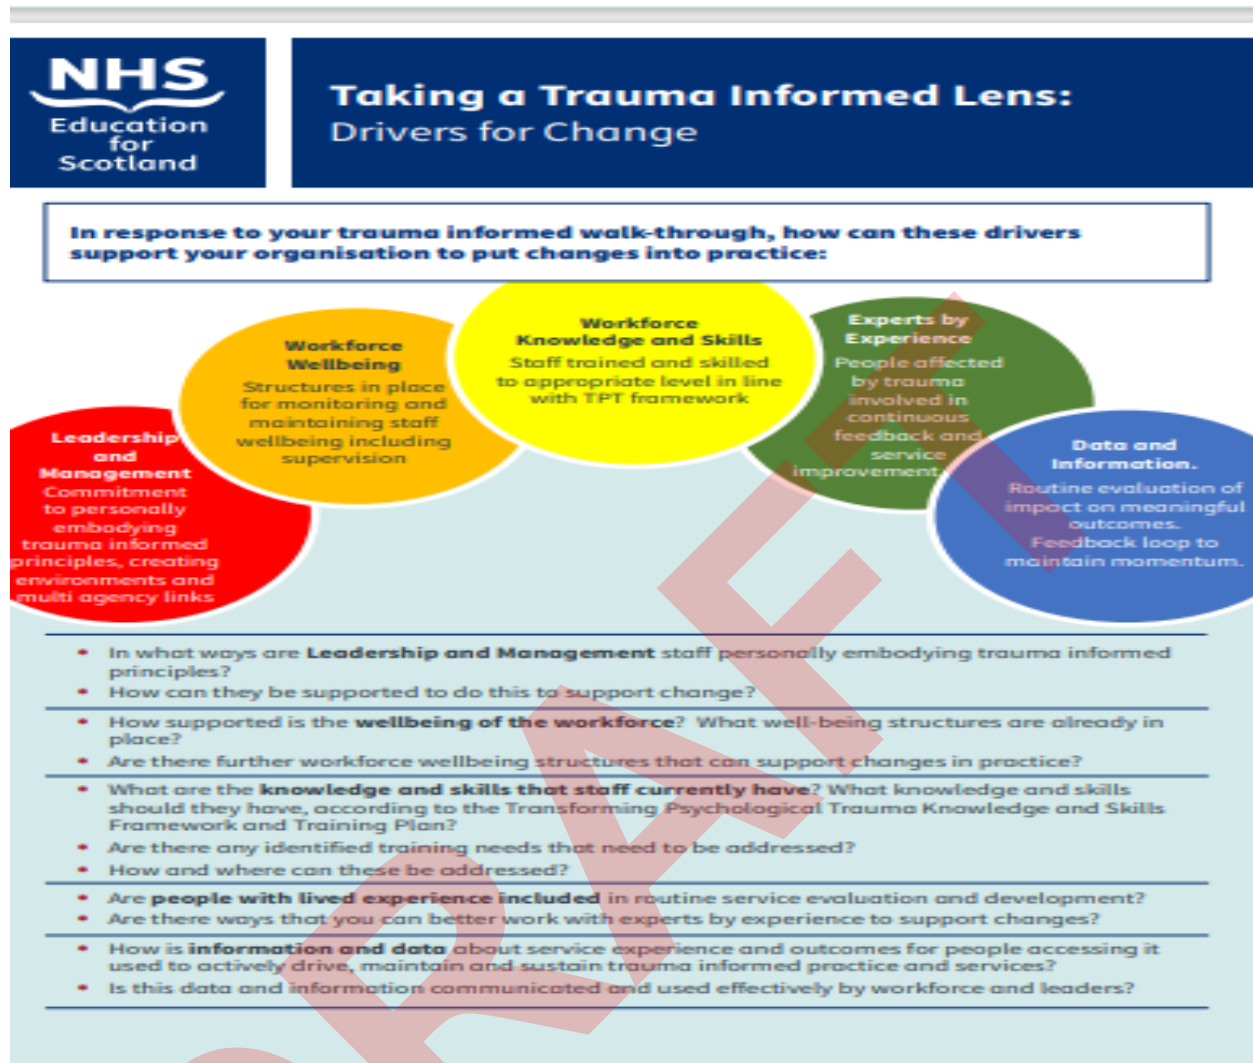 NHS
Education
for
Scotland
Taking a Trauma Informed Lens:
Drivers for Change
In response to your trauma informed walk-through, how can these drivers
support your organisation to put changes into practice:
Leadership
and
Management
Commitment
to personally
embodying
trauma informed
principles, creating
environments and
multi agency links
Workforce
Wellbeing
Structures in place
for monitoring and
maintaining staff
wellbeing including
supervision
Workforce
Knowledge and Skills
Staff trained and skilled
to appropriate level in line
with TPT framework
Experts by
Experience
People affected
by trauma
involved in
continuous
feedback and
service
improvement
Data and
Information.
Routine evaluation of
impact on meaningful
outcomes.
Feedback loop to
maintain momentum.
• In what ways are Leadership and Management staff personally embodying trauma informed
principles?
• How can they be supported to do this to support change?
• How supported is the wellbeing of the workforce? What well-being structures are already in
place?
• Are there further workforce wellbeing structures that can support changes in practice?
• What are the knowledge and skills that staff currently have? What knowledge and skills
should they have, according to the Transforming Psychological Trauma Knowledge and Skills
Framework and Training Plan?
• Are there any identified training needs that need to be addressed?
• How and where can these be addressed?
• Are people with lived experience included in routine service evaluation and development?
• Are there ways that you can better work with experts by experience to support changes?
• How is information and data about service experience and outcomes for people accessing it
used to actively drive, maintain and sustain trauma informed practice and services?
• Is this data and information communicated and used effectively by workforce and leaders?
DRAFT